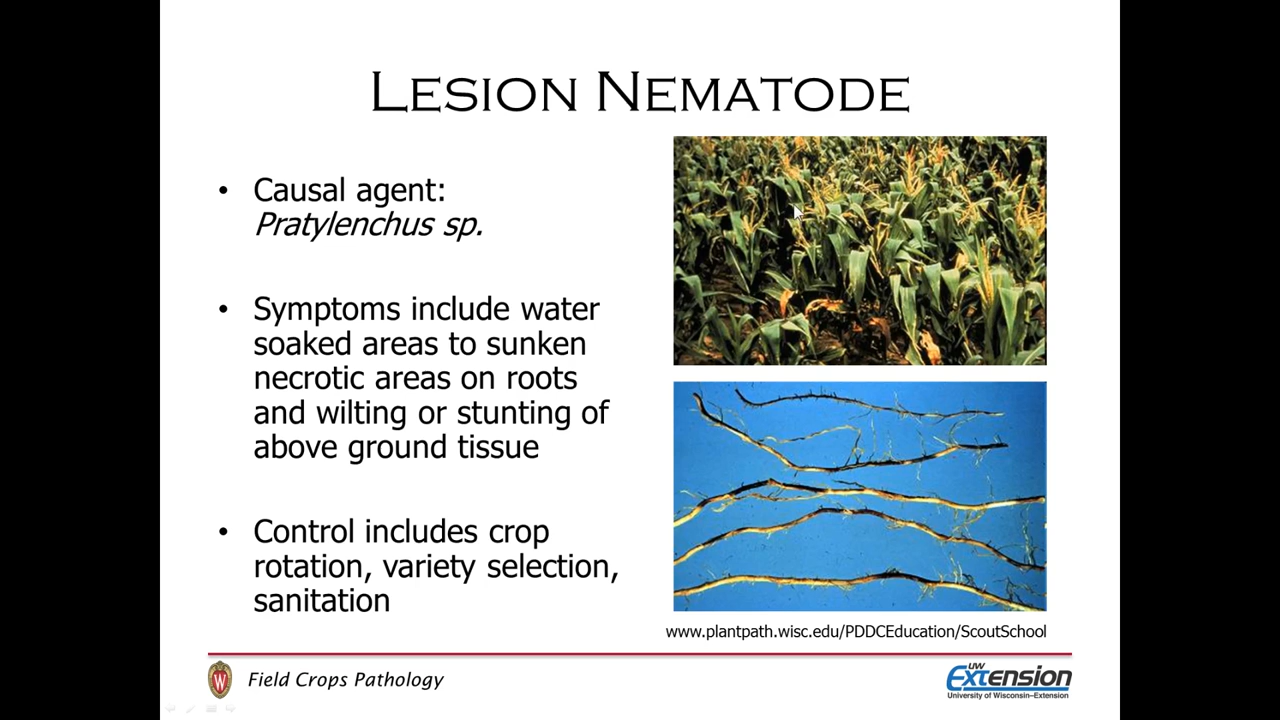 LESION NEMATODE
• Causal agent:
Pratylenchus sp.
• Symptoms include water
soaked areas to sunken
necrotic areas on roots
and wilting or stunting of
above ground tissue
• Control includes crop
rotation, variety selection,
sanitation
www.plantpath.wisc.edu/PDDCEducation/ScoutSchool
W
Field Crops Pathology
UW
Extension
University of Wisconsin–Extension